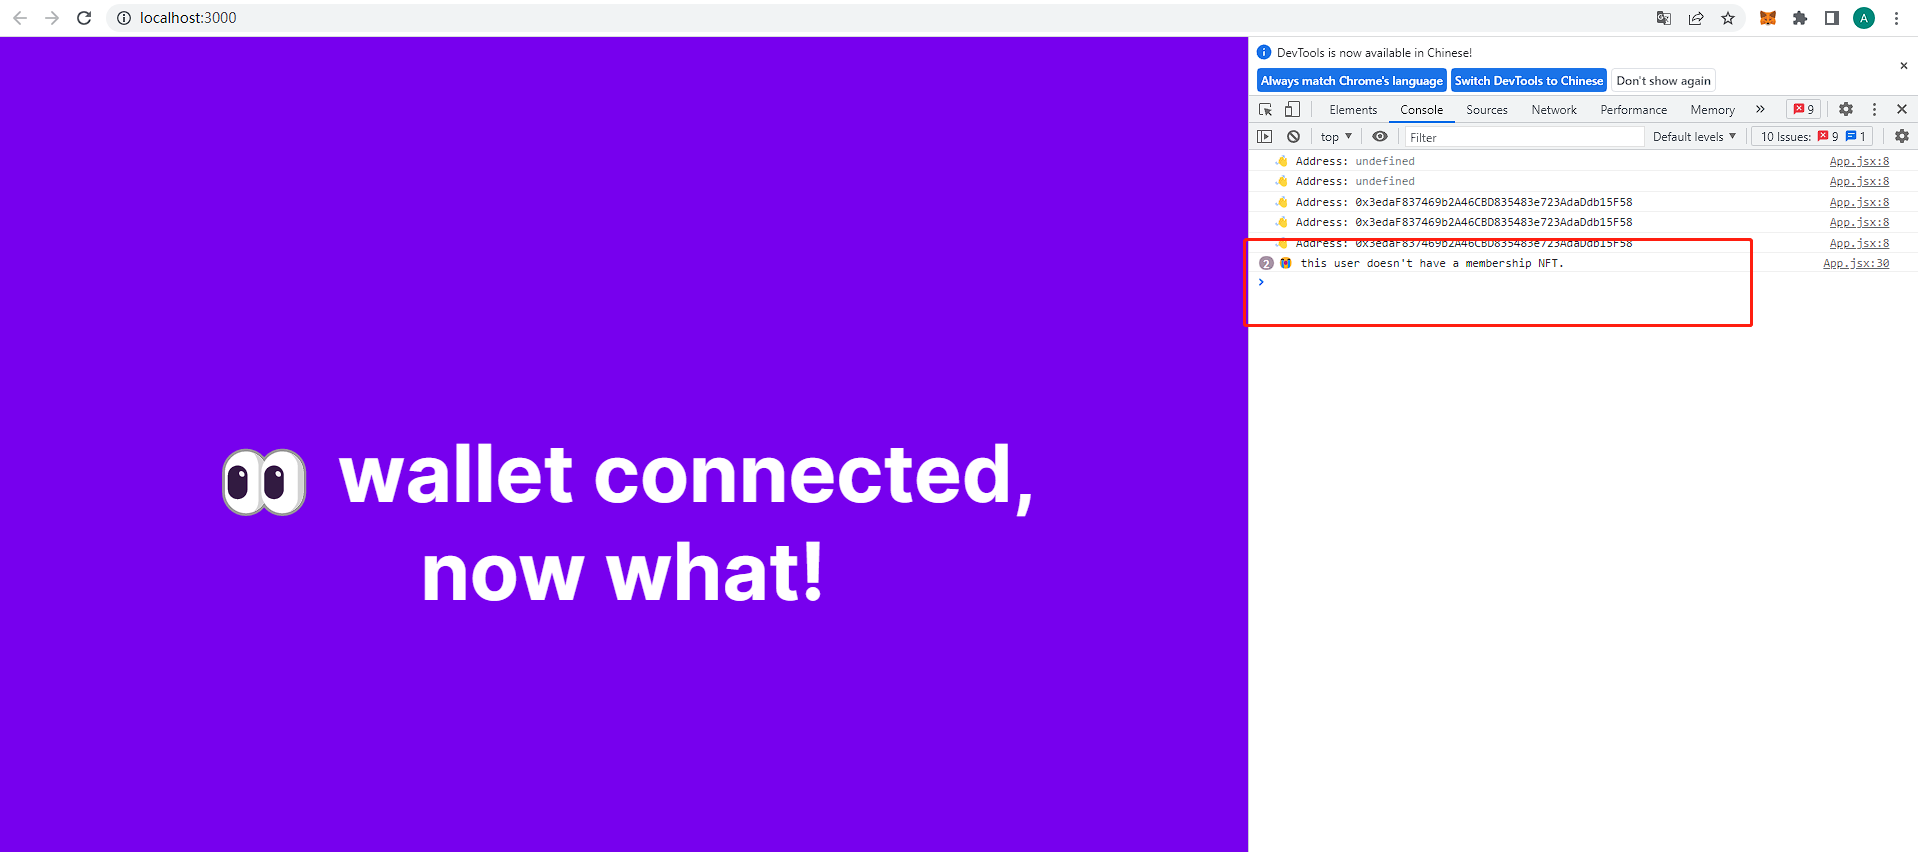 localhost:3000
A
DevTools is now available in Chinese!
Always match Chrome's language Switch DevTools to Chinese Don't show again
Elements Console Sources Network Performance Memory 9
top Filter Default levels 10 Issues: 9 1
👋 Address: undefined App.jsx:8
👋 Address: undefined App.jsx:8
👋 Address: 0x3edaF837469b2A46CBD835483e723AdaDdb15F58 App.jsx:8
👋 Address: 0x3edaF837469b2A46CBD835483e723AdaDdb15F58 App.jsx:8
👋 Address: 0x3edaF837469b2A46CBD835483e723AdaDdb15F58 App.jsx:8
2 😭 this user doesn't have a membership NFT. App.jsx:30
👀 wallet connected,
now what!